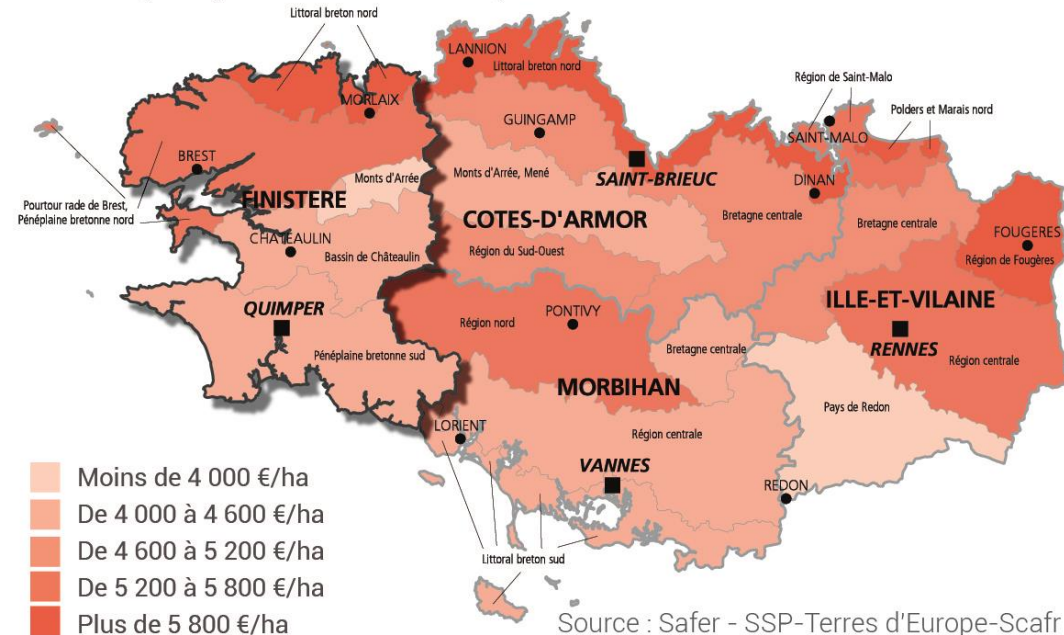 Littoral breton nord
LANNION
Littoral breton nord
MORLAIX
GUINGAMP
Région de Saint-Malo
Polders et Marais nord
SAINT-MALO
BREST
Monts d'Arrée
Monts d'Arrée, Mené
SAINT-BRIEUC
DINAN
Pourtour rade de Brest,
Pénéplaine bretonne nord
FINISTERE
COTES-D'ARMOR
Bretagne centrale
Bretagne centrale
FOUGERES
Région de Fougères
CHATEAULIN
Bassin de Châteaulin
Région du Sud-Ouest
ILLE-ET-VILAINE
QUIMPER
Région nord
PONTIVY
RENNES
Pénéplaine bretonne sud
Bretagne centrale
Région centrale
MORBIHAN
Pays de Redon
LORIENT
Région centrale
VANNES
REDON
Littoral breton sud
Moins de 4 000 €/ha
De 4 000 à 4 600 €/ha
De 4 600 à 5 200 €/ha
De 5 200 à 5 800 €/ha
Plus de 5 800 €/ha
Source : Safer - SSP-Terres d'Europe-Scafr